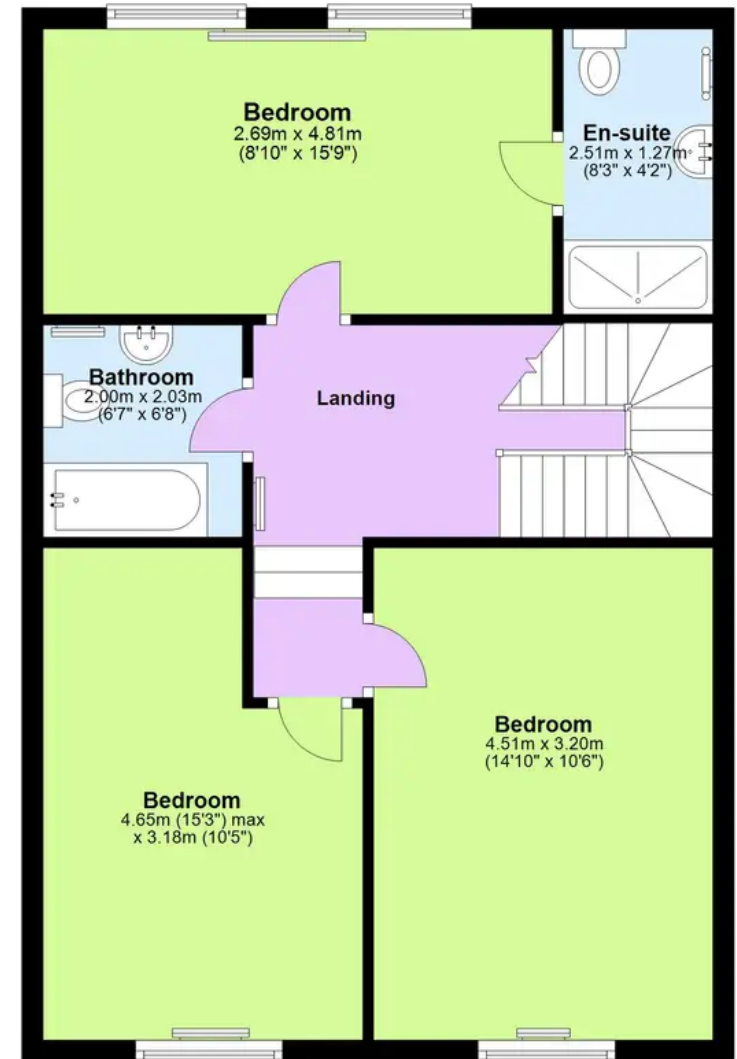 Bedroom
2.69m x 4.81m
(8'10" x 15'9")
En-suite
2.51m x 1.27m
(8'3" x 4'2")
Bathroom
2.00m x 2.03m
(6'7" x 6'8")
Landing
Bedroom
4.51m x 3.20m
(14'10" x 10'6")
Bedroom
4.65m (15'3") max
x 3.18m (10'5")